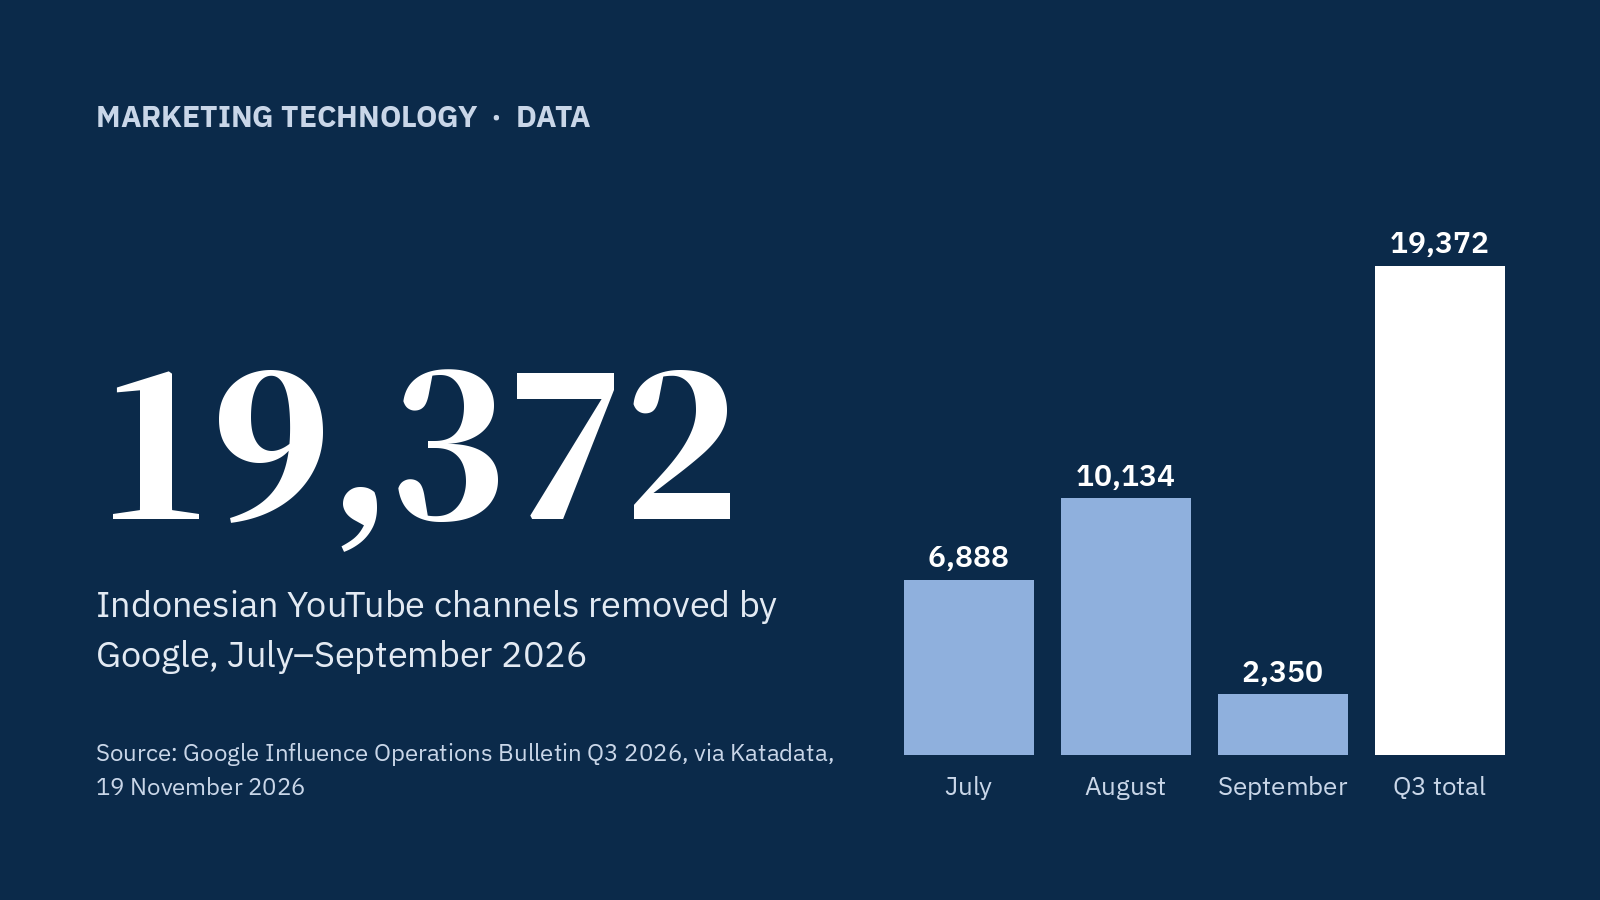 MARKETING TECHNOLOGY · DATA
19,372
Indonesian YouTube channels removed by
Google, July–September 2026
Source: Google Influence Operations Bulletin Q3 2026, via Katadata,
19 November 2026
6,888
10,134
2,350
19,372
July
August
September
Q3 total